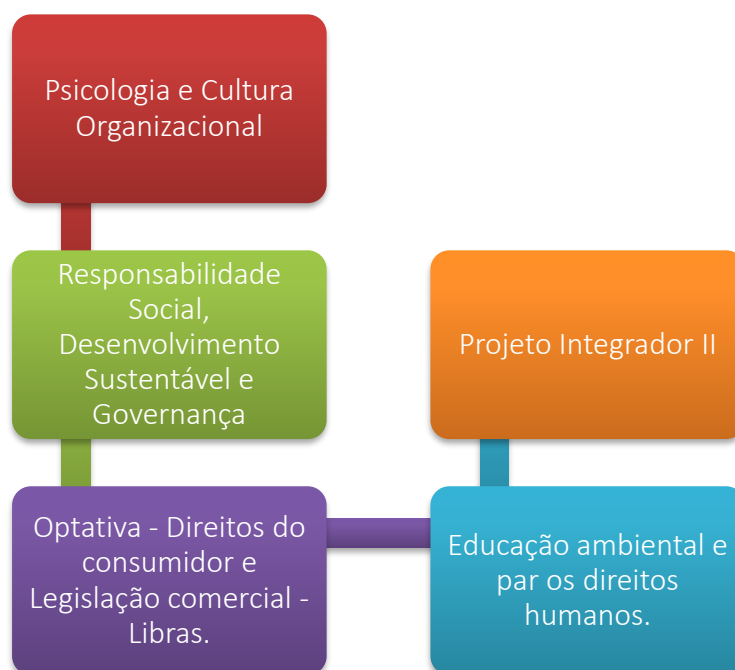 Psicologia e Cultura
Organizacional
Responsabilidade
Social,
Desenvolvimento
Sustentável e
Governança
Optativa - Direitos do
consumidor e
Legislação comercial -
Libras.
Educação ambiental e
par os direitos
humanos.
Projeto Integrador II